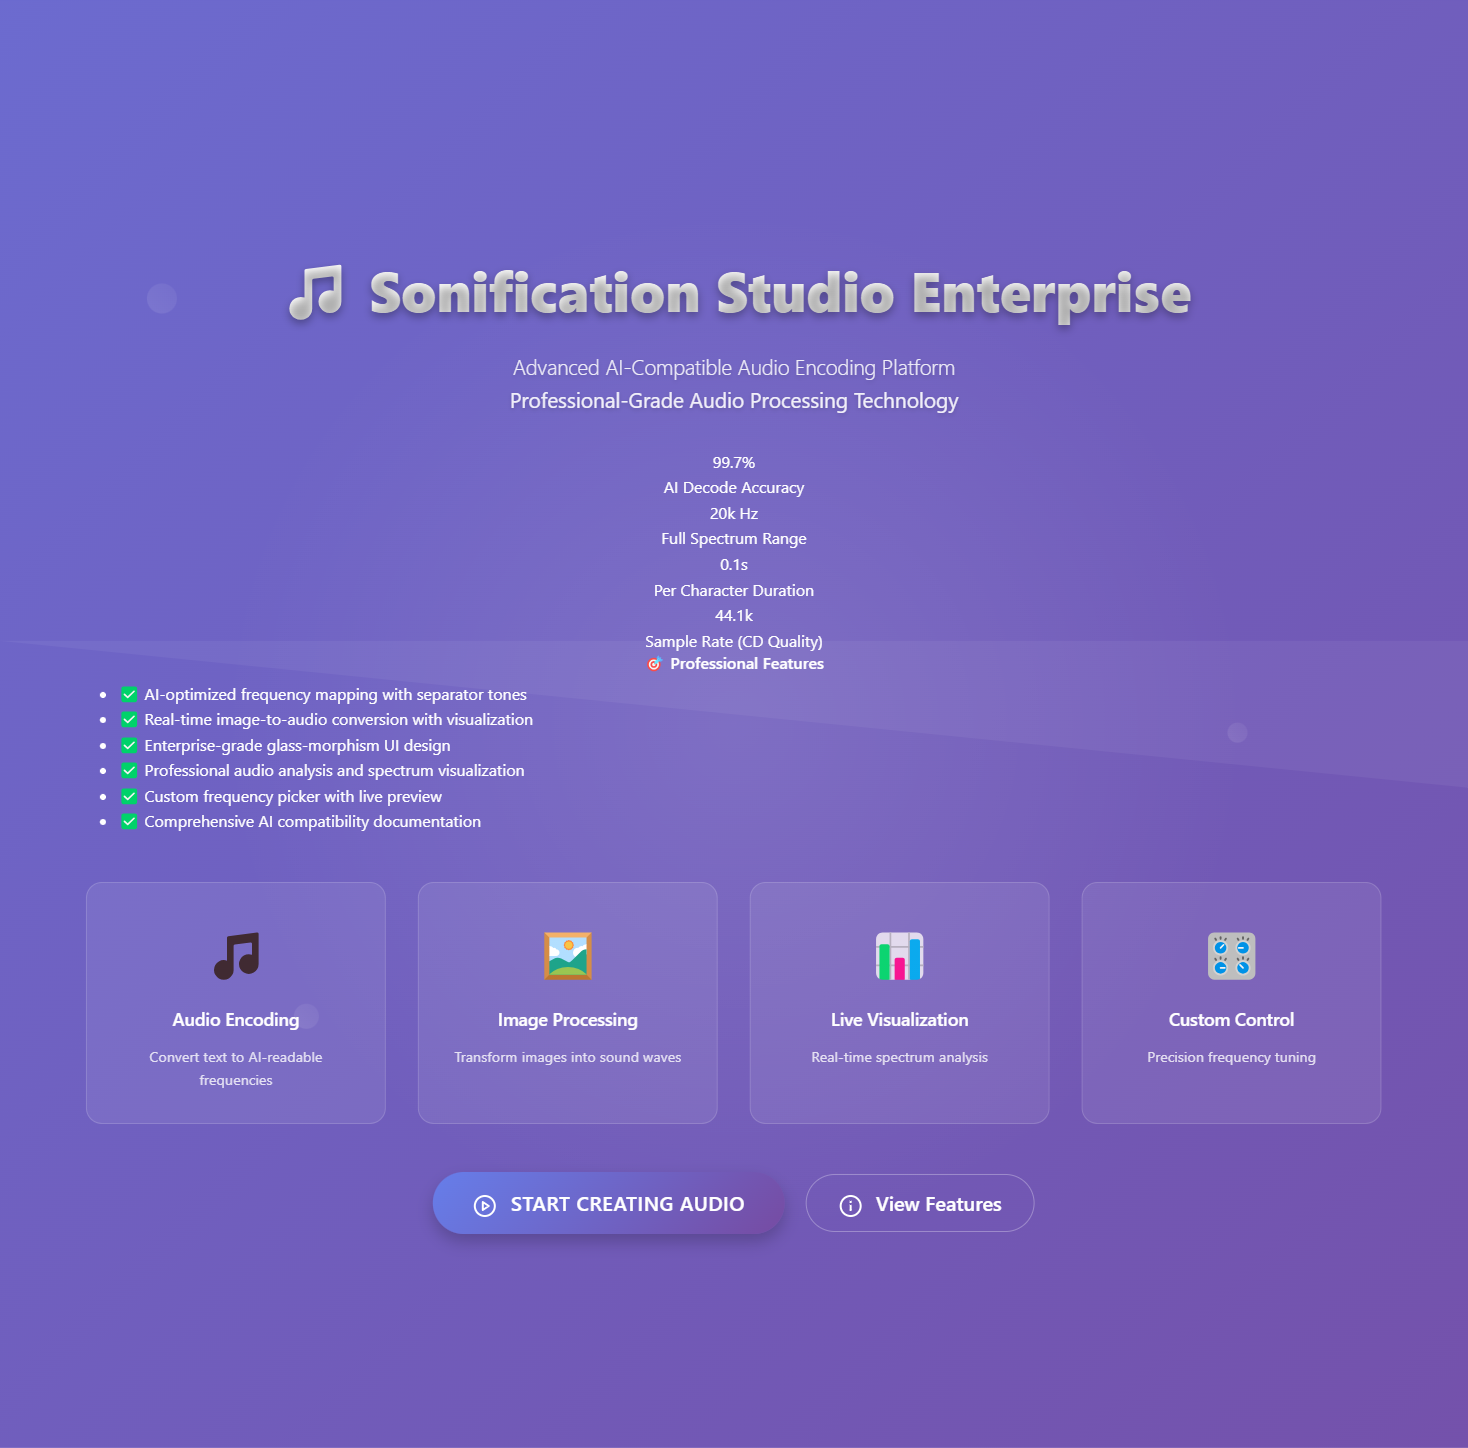 🎵 Sonification Studio Enterprise
Advanced AI-Compatible Audio Encoding Platform
Professional-Grade Audio Processing Technology
99.7%
AI Decode Accuracy
20k Hz
Full Spectrum Range
0.1s
Per Character Duration
44.1k
Sample Rate (CD Quality)
🎯 Professional Features
• ✅ AI-optimized frequency mapping with separator tones
• ✅ Real-time image-to-audio conversion with visualization
• ✅ Enterprise-grade glass-morphism UI design
• ✅ Professional audio analysis and spectrum visualization
• ✅ Custom frequency picker with live preview
• ✅ Comprehensive AI compatibility documentation
Audio Encoding
Convert text to AI-readable
frequencies
Image Processing
Transform images into sound waves
Live Visualization
Real-time spectrum analysis
Custom Control
Precision frequency tuning
START CREATING AUDIO
View Features